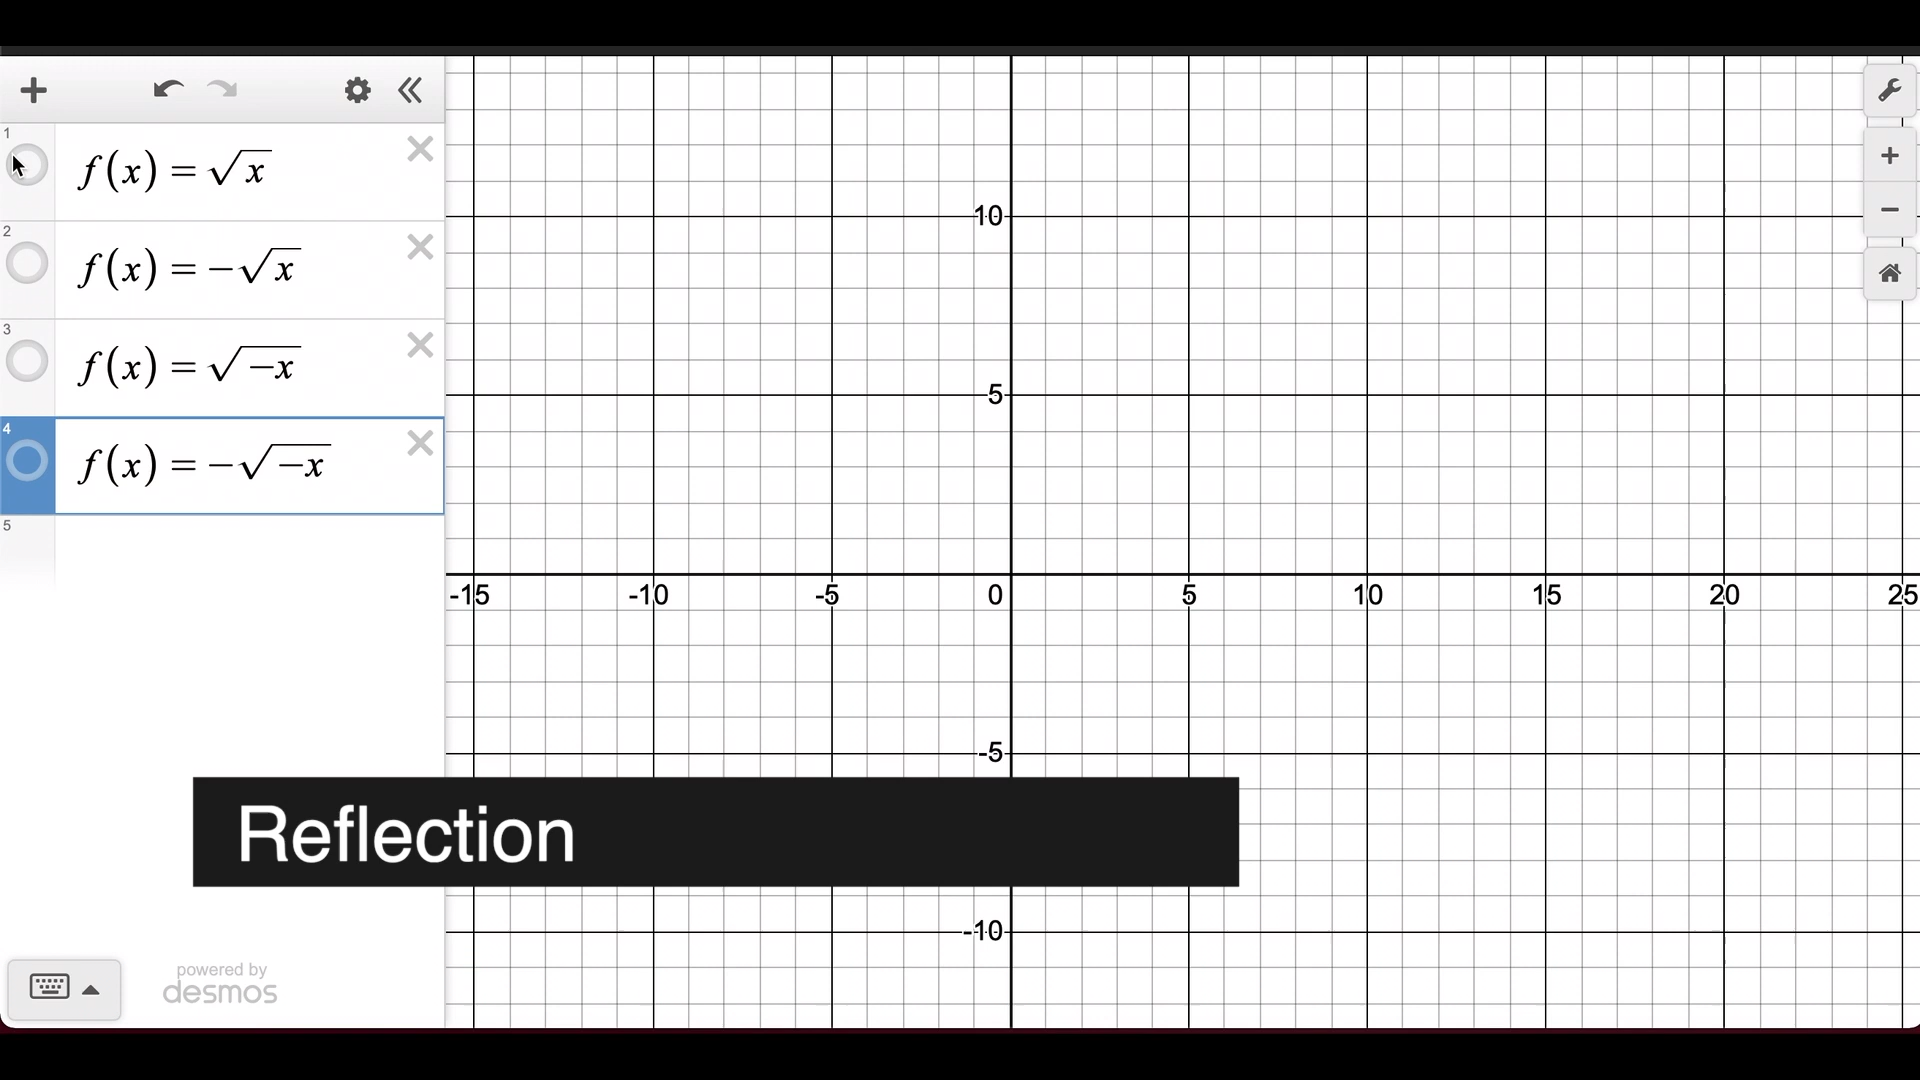 1
f(x) = √x
2
f(x) = −√x
3
f(x) = √−x
4
f(x) = −√−x
5
10
5
-15 -10 -5 0 5 10 15 20 25
-5
Reflection
-10
powered by
desmos